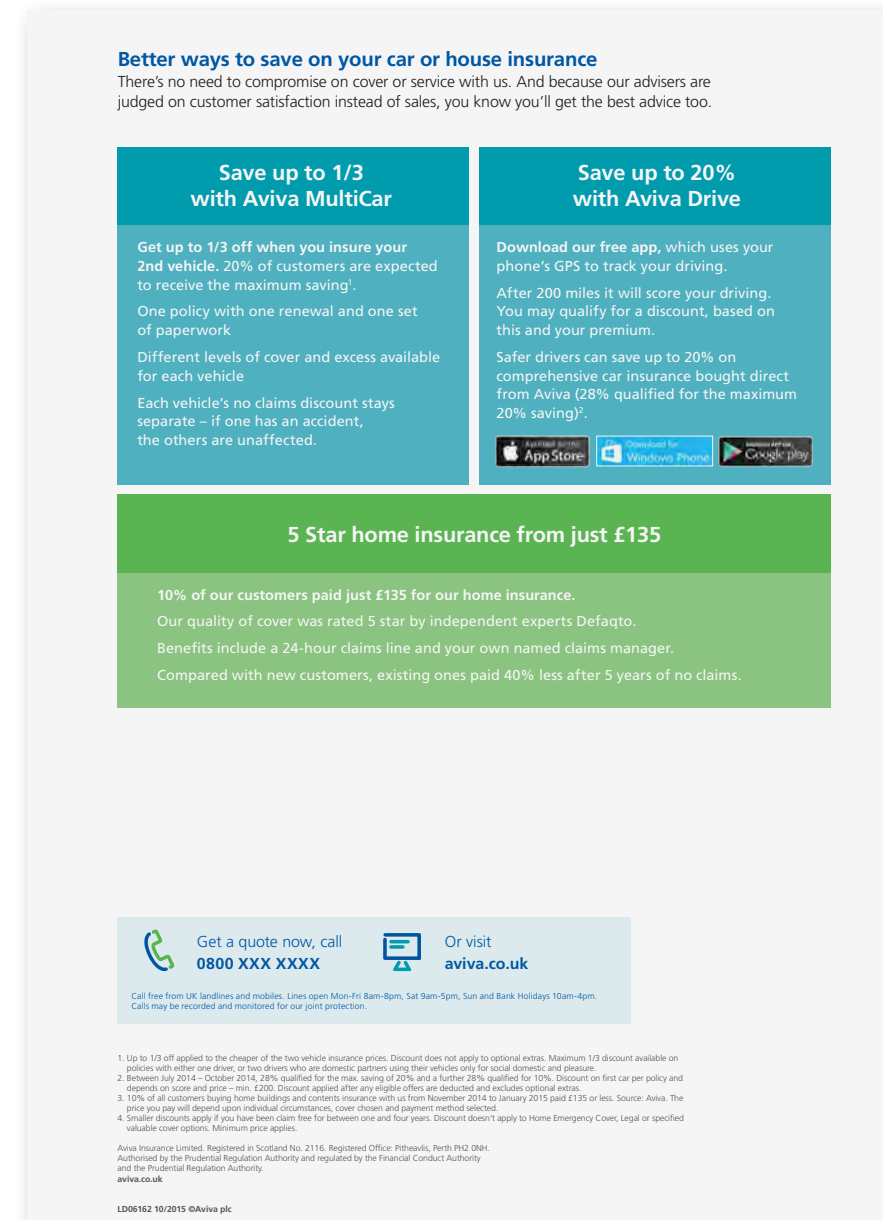 Better ways to save on your car or house insurance
There's no need to compromise on cover or service with us. And because our advisers are
judged on customer satisfaction instead of sales, you know you'll get the best advice too.
Save up to 1/3
with Aviva MultiCar
Get up to 1/3 off when you insure your
2nd vehicle. 20% of customers are expected
to receive the maximum saving¹.
One policy with one renewal and one set
of paperwork
Different levels of cover and excess available
for each vehicle
Each vehicle's no claims discount stays
separate – if one has an accident,
the others are unaffected.
Save up to 20%
with Aviva Drive
Download our free app, which uses your
phone's GPS to track your driving.
After 200 miles it will score your driving.
You may qualify for a discount, based on
this and your premium.
Safer drivers can save up to 20% on
comprehensive car insurance bought direct
from Aviva (28% qualified for the maximum
20% saving)².
App Store
Download for
Windows Phone
Google play
5 Star home insurance from just £135
10% of our customers paid just £135 for our home insurance.
Our quality of cover was rated 5 star by independent experts Defaqto.
Benefits include a 24-hour claims line and your own named claims manager.
Compared with new customers, existing ones paid 40% less after 5 years of no claims.
Get a quote now, call
0800 XXX XXXX
Or visit
aviva.co.uk
Call free from UK landlines and mobiles. Lines open Mon-Fri 8am-8pm, Sat 9am-5pm, Sun and Bank Holidays 10am-4pm.
Calls may be recorded and monitored for our joint protection.
1. Up to 1/3 off applied to the cheaper of the two vehicle insurance prices. Discount does not apply to optional extras. Maximum 1/3 discount available on
policies with either one driver, or two drivers who are domestic partners using their vehicles only for social domestic and pleasure.
2. Between July 2014 – October 2014, 28% qualified for the max. saving of 20% and a further 28% qualified for 10%. Discount on first car per policy and
depends on score and price – min. £200. Discount applied after any eligible offers are deducted and excludes optional extras.
3. 10% of all customers buying home buildings and contents insurance with us from November 2014 to January 2015 paid £135 or less. Source: Aviva. The
price you pay will depend upon individual circumstances, cover chosen and payment method selected.
4. Smaller discounts apply if you have been claim free for between one and four years. Discount doesn't apply to Home Emergency Cover, Legal or specified
valuable cover options. Minimum price applies.
Aviva Insurance Limited. Registered in Scotland No. 2116. Registered Office: Pitheavlis, Perth PH2 0NH.
Authorised by the Prudential Regulation Authority and regulated by the Financial Conduct Authority
and the Prudential Regulation Authority.
aviva.co.uk
LD06162 10/2015 ©Aviva plc